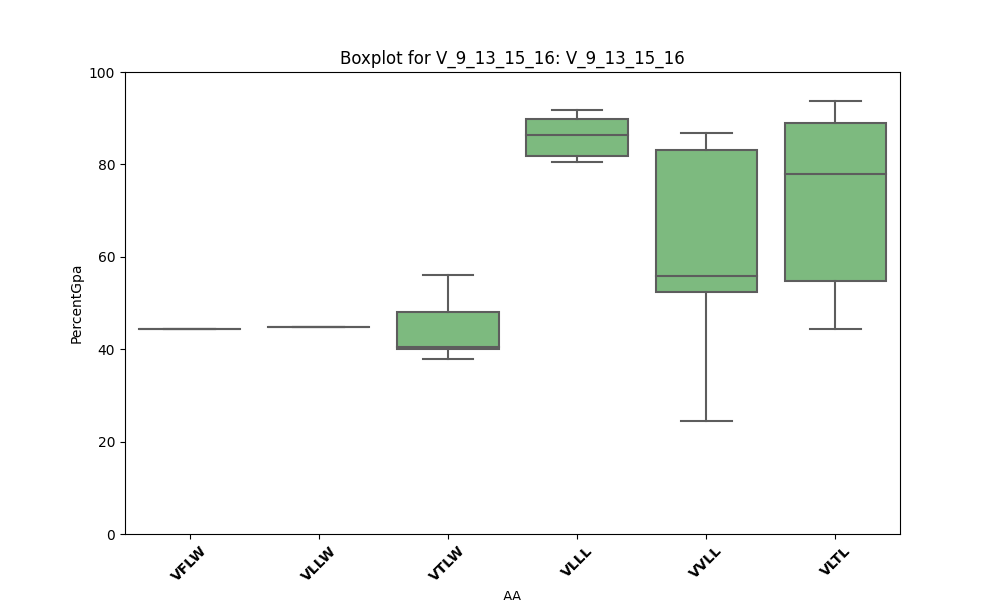 Boxplot for V_9_13_15_16: V_9_13_15_16
PercentGpa
100
80
60
40
20
0
VFLW
VLLW
VTLW
VLLL
VVLL
VLTL
AA